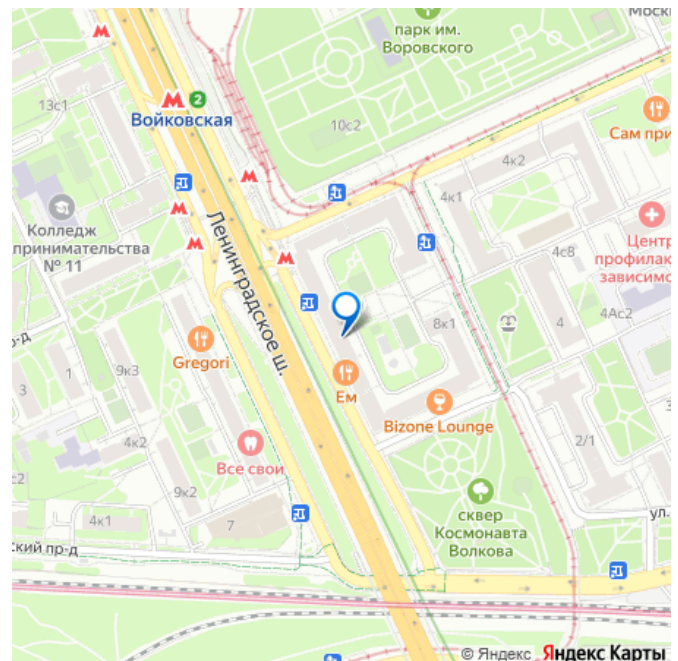 Моск
парк им.
Воровского
13с1
2
Войковская
10с2
Сам при
4к2
4к1
Колледж
принимательства
№ 11
Ленинградское ш.
Центр
профилак
зависимо
4с8
р-д
4Ас2
8к1
4
Gregori
9к3
1
3
Ем
Bizone Lounge
4к2
Все свои
2/1
с2
9к2
сквер
Космонавта
Волкова
4к1
7
ул.
ский пр-д
© Яндекс Яндекс Карты